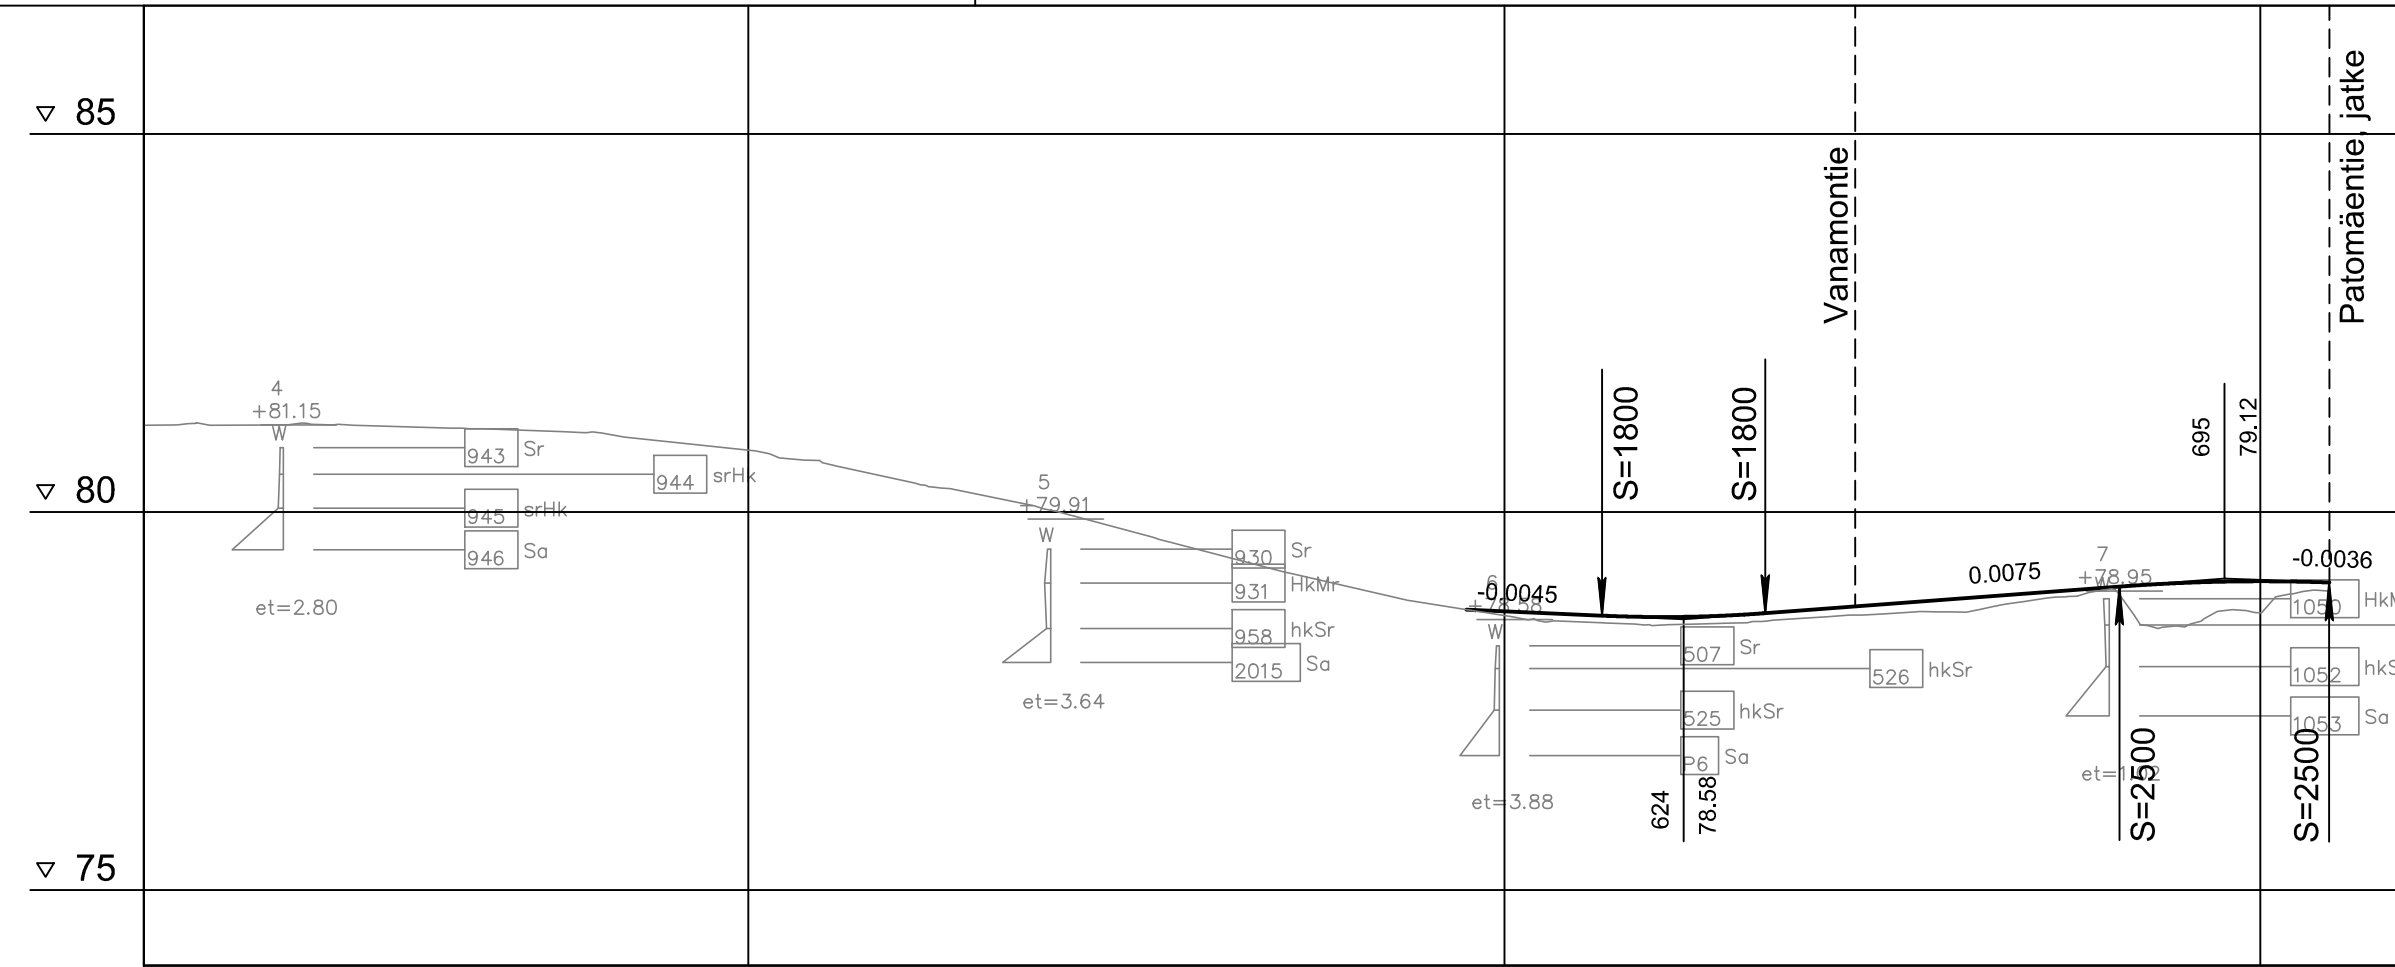 85
80
75
Vanamontie
Patomäentie, jatke
4
+81.15
W
943 Sr
944 srHk
945 srHk
946 Sa
et=2.80
5
+79.91
W
930 Sr
931 HkMr
958 hkSr
2015 Sa
et=3.64
6
+78.58
W
-0.0045
507 Sr
526 hkSr
525 hkSr
P6 Sa
et=3.88
S=1800
S=1800
624
78.58
0.0075
695
79.12
-0.0036
7
+78.95
W
1050
1052
1053 Sa
S=2500
S=2500